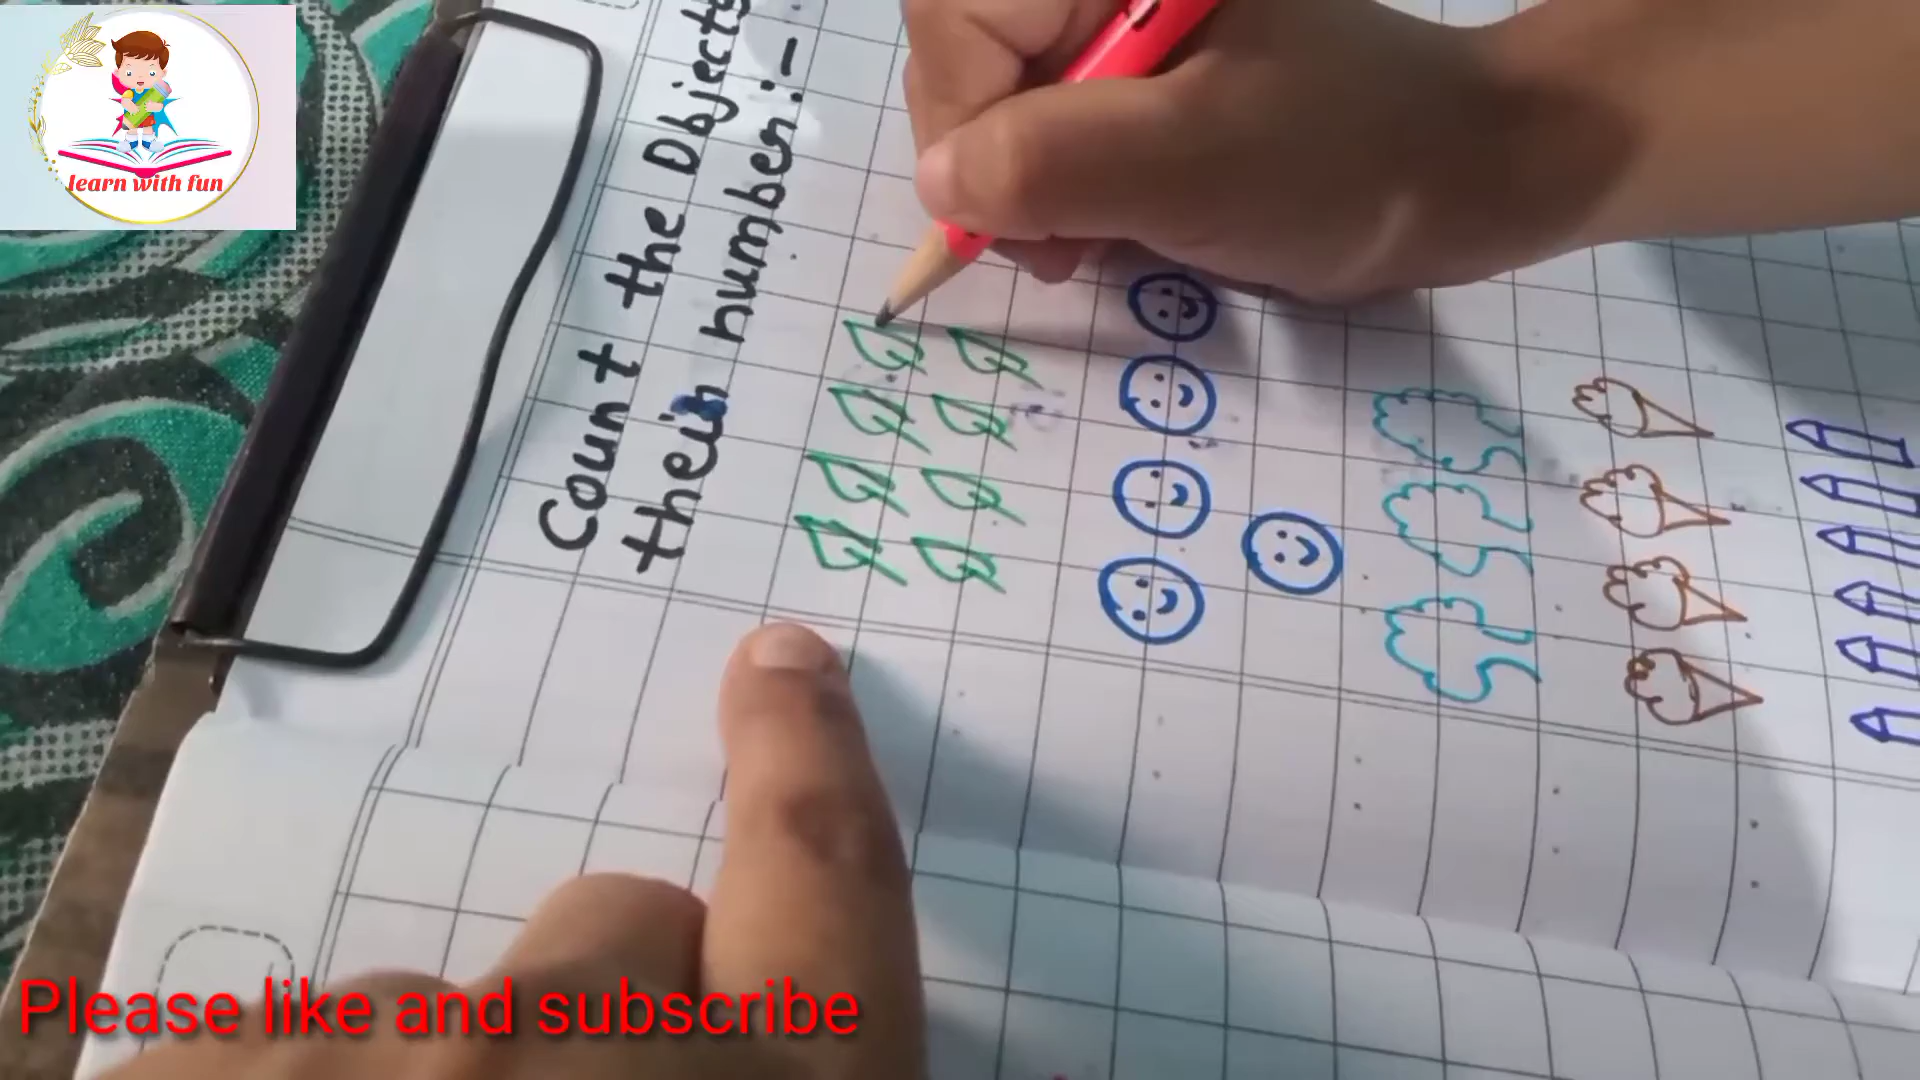 learn with fun
Count the Objects
their number:-
Please like and subscribe